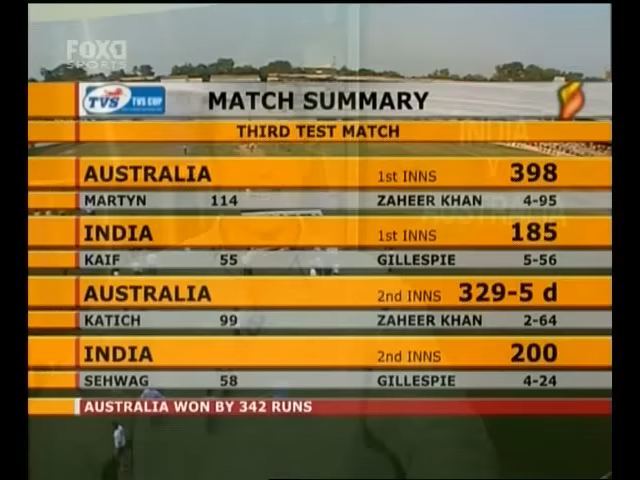 FOXD
SPORTS
TVS TVS CUP
MATCH SUMMARY
THIRD TEST MATCH
INDIA
V
AUSTRALIA 1st INNS 398
MARTYN 114 ZAHEER KHAN 4-95
INDIA 1st INNS 185
KAIF 55 GILLESPIE 5-56
AUSTRALIA 2nd INNS 329-5 d
KATICH 99 ZAHEER KHAN 2-64
INDIA 2nd INNS 200
SEHWAG 58 GILLESPIE 4-24
AUSTRALIA WON BY 342 RUNS